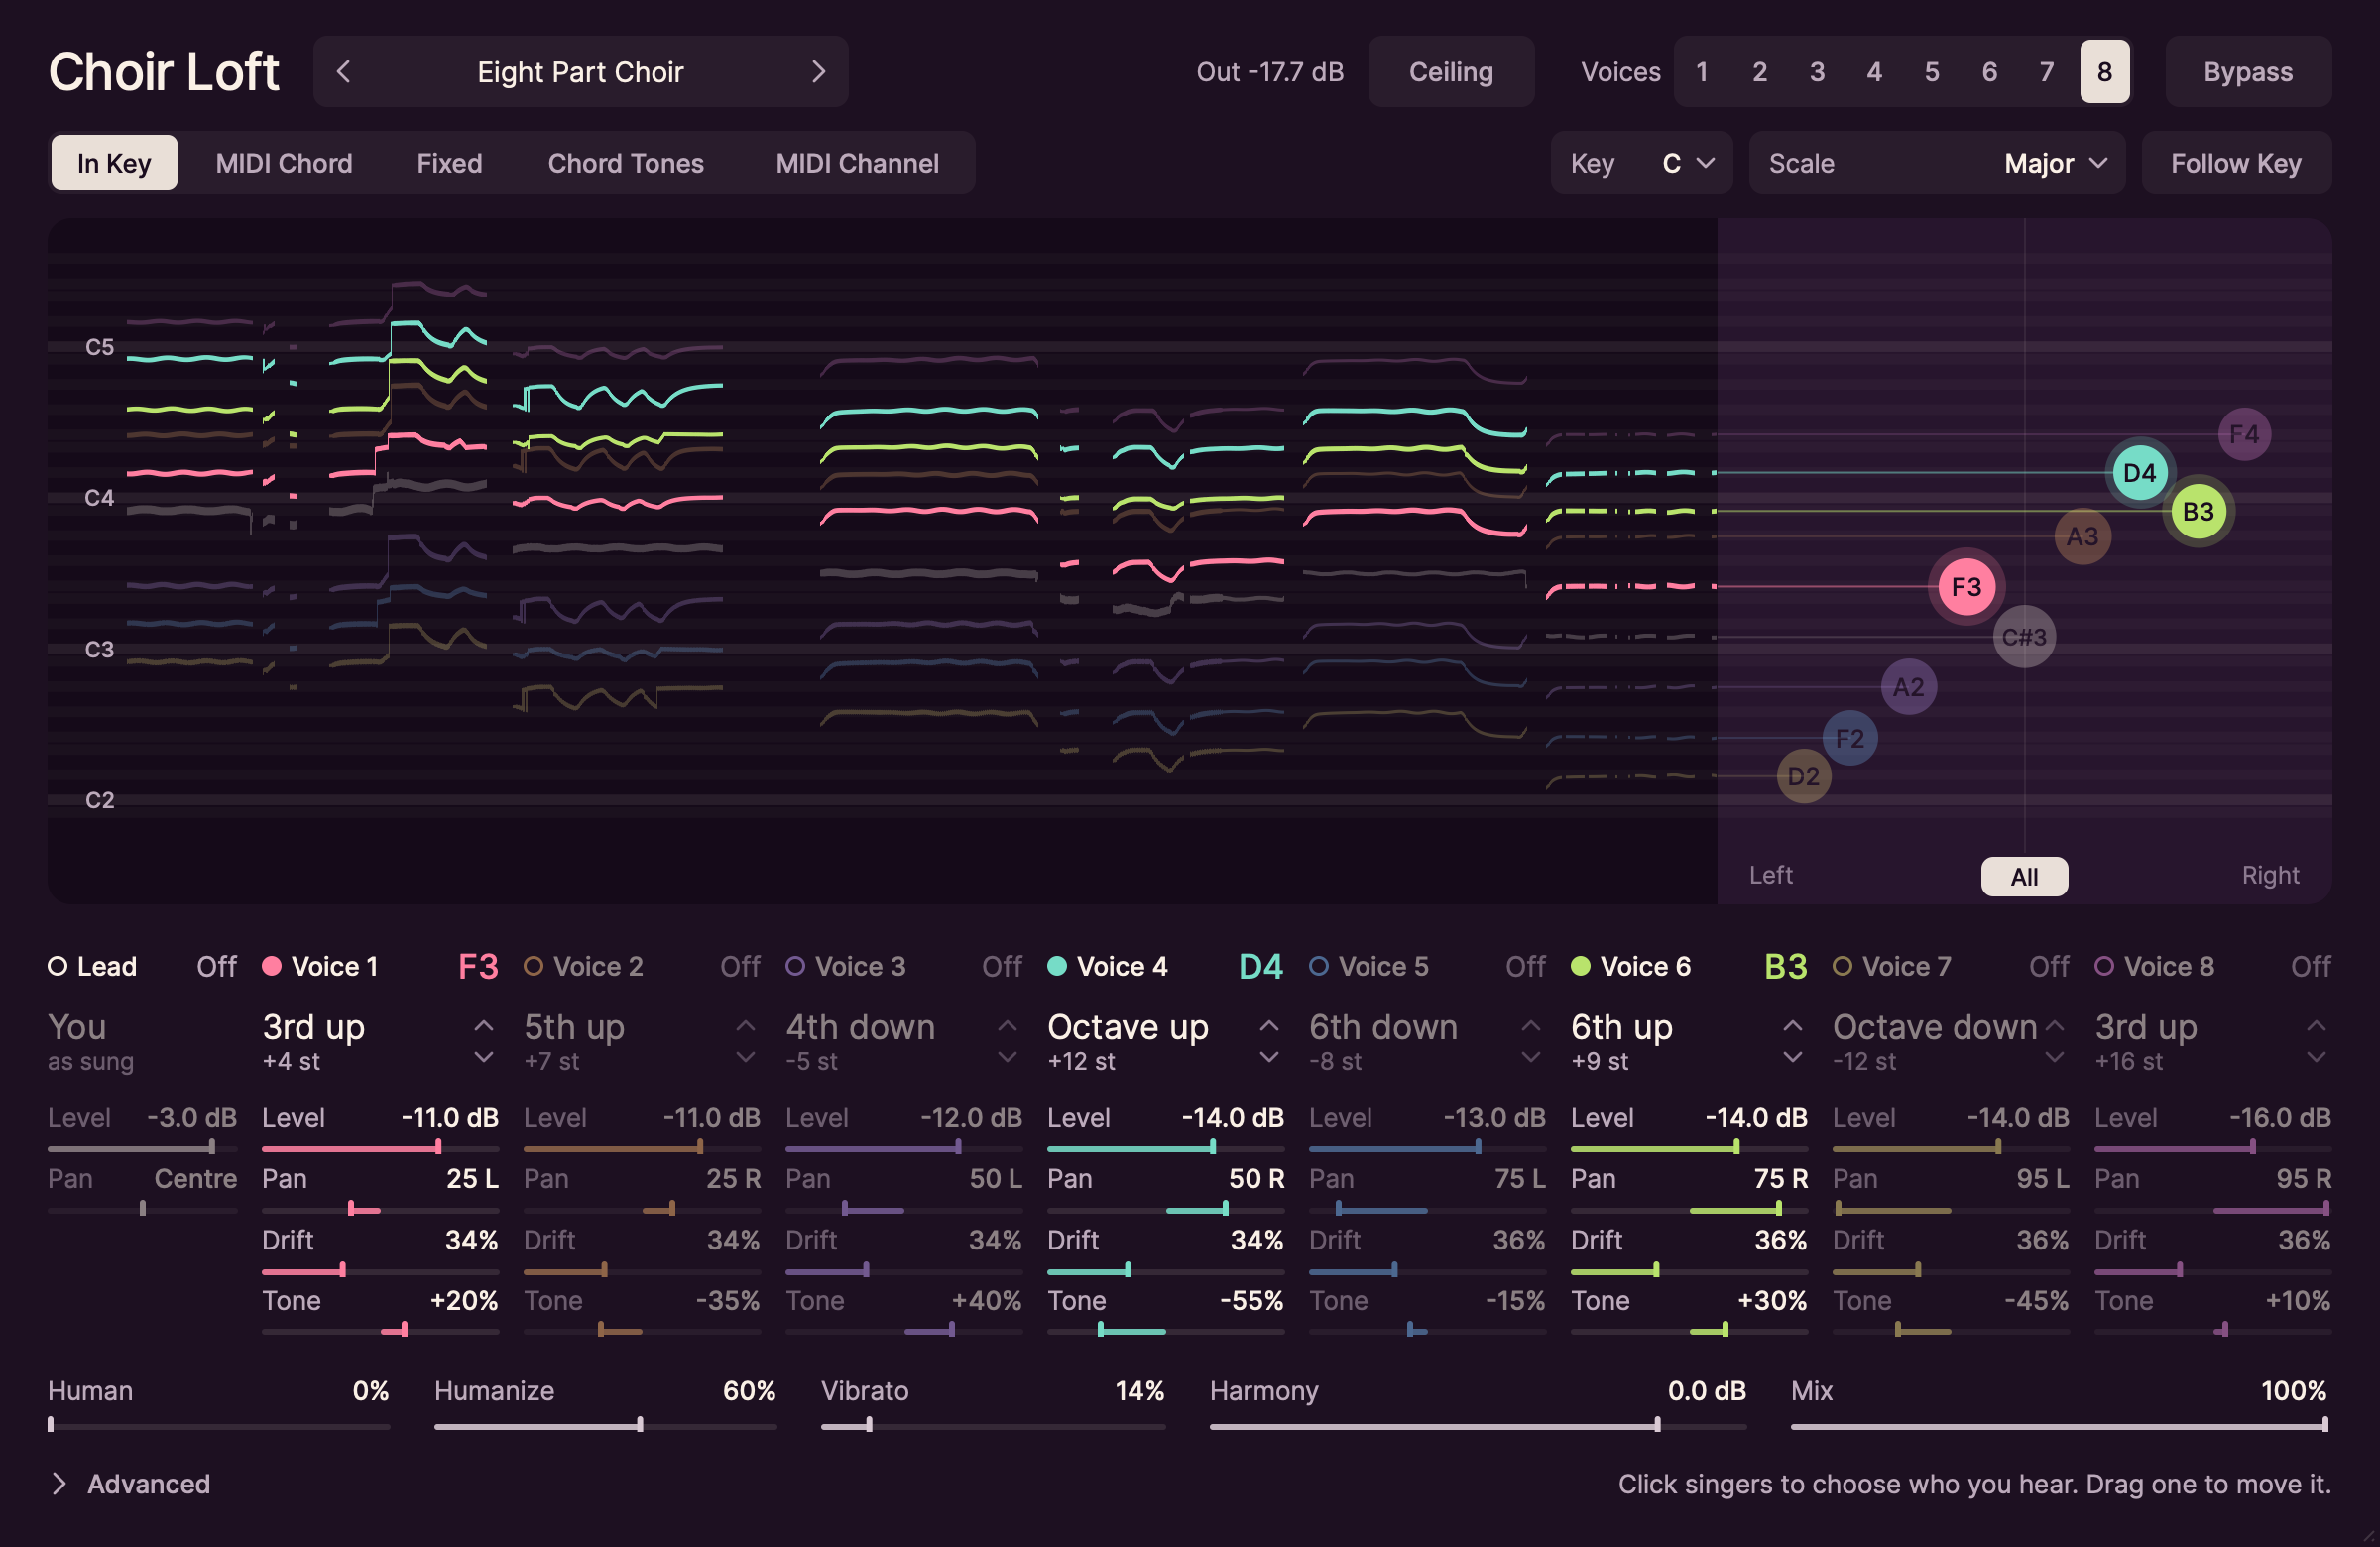 Choir Loft
Eight Part Choir
Out -17.7 dB
Ceiling
Voices 1 2 3 4 5 6 7 8
Bypass
In Key
MIDI Chord
Fixed
Chord Tones
MIDI Channel
Key C
Scale Major
Follow Key
C5
C4
C3
C2
F4
D4
B3
A3
F3
C#3
A2
F2
D2
Left
All
Right
Lead Off
You
as sung
Level -3.0 dB
Pan Centre
Voice 1 F3
3rd up
+4 st
Level -11.0 dB
Pan 25 L
Drift 34%
Tone +20%
Voice 2 Off
5th up
+7 st
Level -11.0 dB
Pan 25 R
Drift 34%
Tone -35%
Voice 3 Off
4th down
-5 st
Level -12.0 dB
Pan 50 L
Drift 34%
Tone +40%
Voice 4 D4
Octave up
+12 st
Level -14.0 dB
Pan 50 R
Drift 34%
Tone -55%
Voice 5 Off
6th down
-8 st
Level -13.0 dB
Pan 75 L
Drift 36%
Tone -15%
Voice 6 B3
6th up
+9 st
Level -14.0 dB
Pan 75 R
Drift 36%
Tone +30%
Voice 7 Off
Octave down
-12 st
Level -14.0 dB
Pan 95 L
Drift 36%
Tone -45%
Voice 8 Off
3rd up
+16 st
Level -16.0 dB
Pan 95 R
Drift 36%
Tone +10%
Human 0%
Humanize 60%
Vibrato 14%
Harmony 0.0 dB
Mix 100%
Advanced
Click singers to choose who you hear. Drag one to move it.